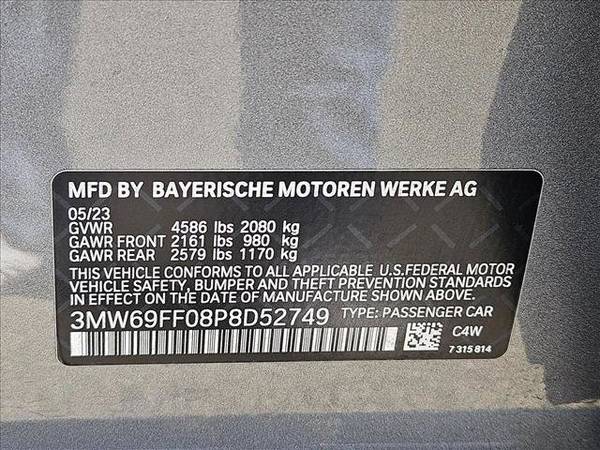 MFD BY BAYERISCHE MOTOREN WERKE AG
05/23
GVWR 4586 lbs 2080 kg
GAWR FRONT 2161 lbs 980 kg
GAWR REAR 2579 lbs 1170 kg
THIS VEHICLE CONFORMS TO ALL APPLICABLE U.S.FEDERAL MOTOR
VEHICLE SAFETY, BUMPER, AND THEFT PREVENTION STANDARDS
IN EFFECT ON THE DATE OF MANUFACTURE SHOWN ABOVE.
3MW69FF08P8D52749 TYPE: PASSENGER CAR
C4W
7 315 814